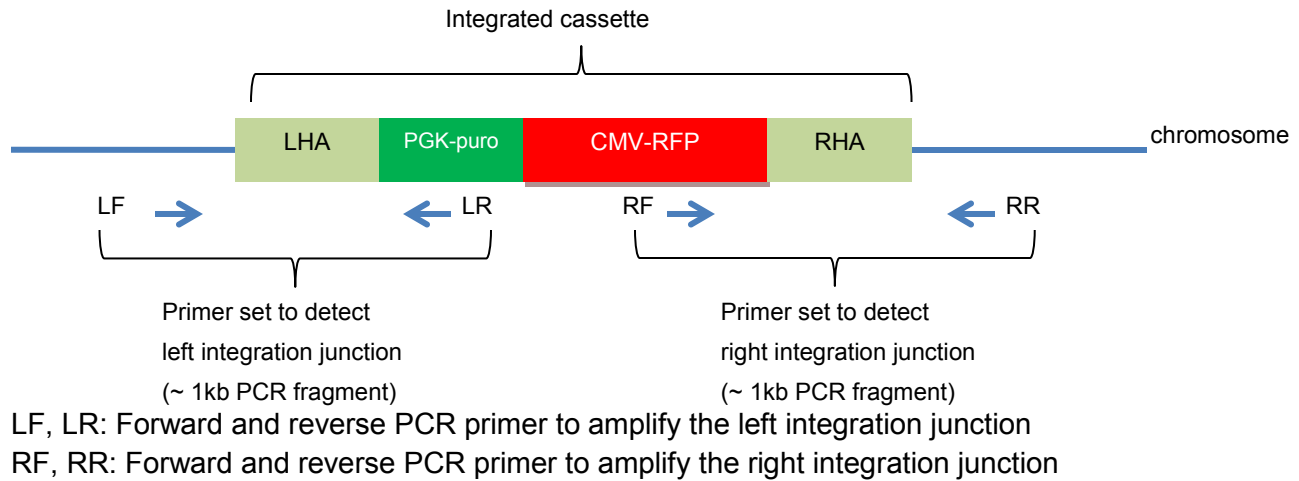 Integrated cassette
LHA
PGK-puro
CMV-RFP
RHA
chromosome
LF
LR
RF
RR
Primer set to detect
left integration junction
(~ 1kb PCR fragment)
Primer set to detect
right integration junction
(~ 1kb PCR fragment)
LF, LR: Forward and reverse PCR primer to amplify the left integration junction
RF, RR: Forward and reverse PCR primer to amplify the right integration junction